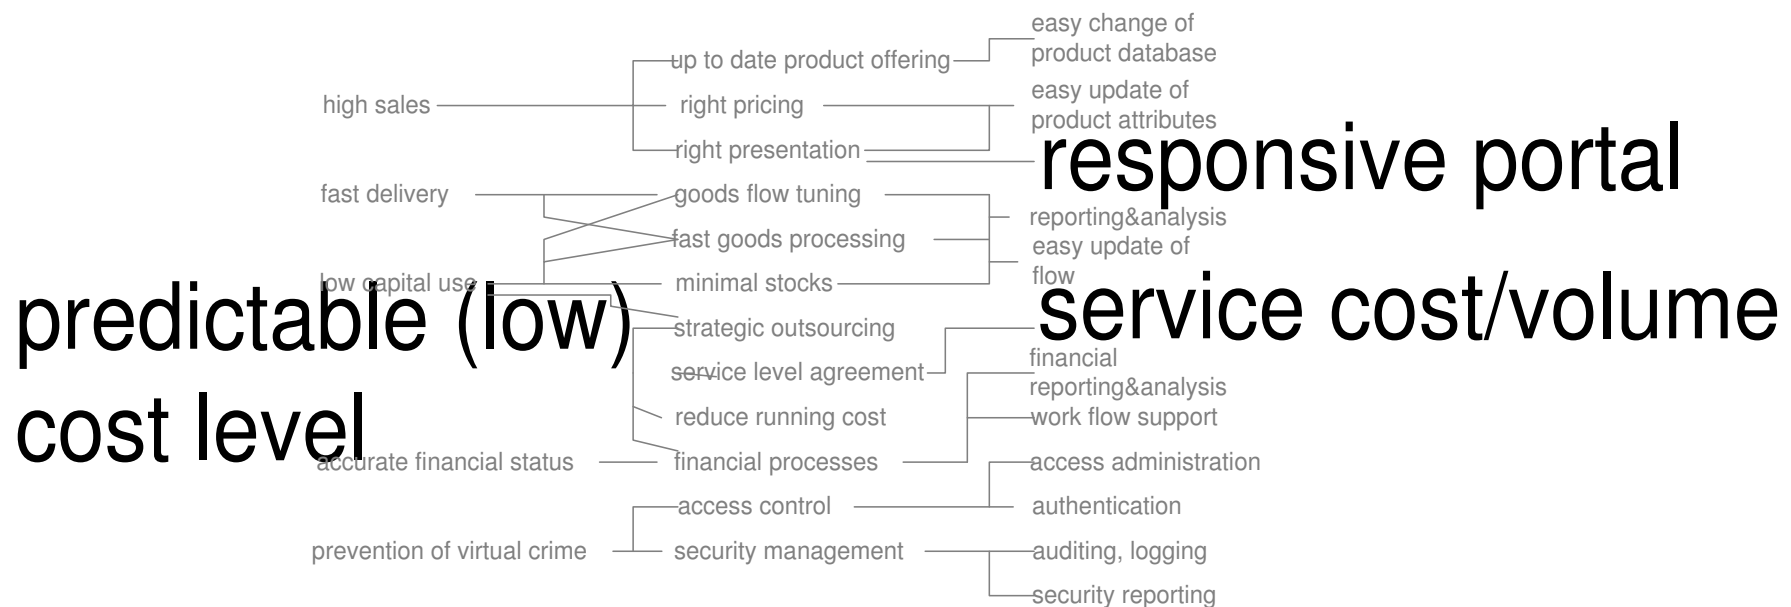 easy change of
product database
up to date product offering
high sales
right pricing
easy update of
product attributes
right presentation
responsive portal
fast delivery
goods flow tuning
reporting&analysis
fast goods processing
easy update of
flow
low capital use
minimal stocks
predictable (low)
cost level
strategic outsourcing
service cost/volume
service level agreement
financial
reporting&analysis
reduce running cost
work flow support
accurate financial status
financial processes
access administration
access control
authentication
prevention of virtual crime
security management
auditing, logging
security reporting